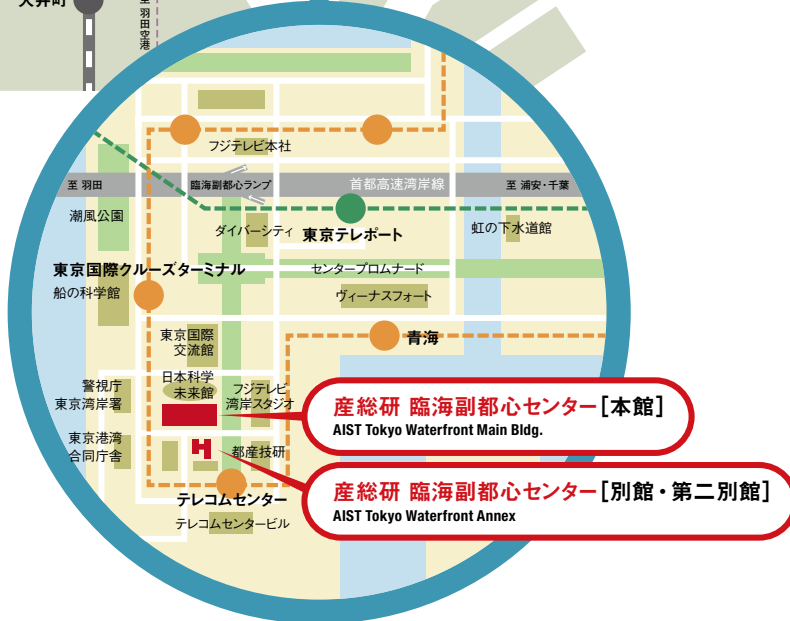 大井町
至 羽田空港
フジテレビ本社
至 羽田
臨海副都心ランプ
首都高速湾岸線
至 浦安・千葉
潮風公園
ダイバーシティ
東京テレポート
虹の下水道館
東京国際クルーズターミナル
センタープロムナード
船の科学館
ヴィーナスフォート
東京国際
交流館
青海
日本科学
未来館
警視庁
東京湾岸署
フジテレビ
湾岸スタジオ
産総研 臨海副都心センター[本館]
AIST Tokyo Waterfront Main Bldg.
東京港湾
合同庁舎
都産技研
産総研 臨海副都心センター[別館・第二別館]
AIST Tokyo Waterfront Annex
テレコムセンター
テレコムセンタービル